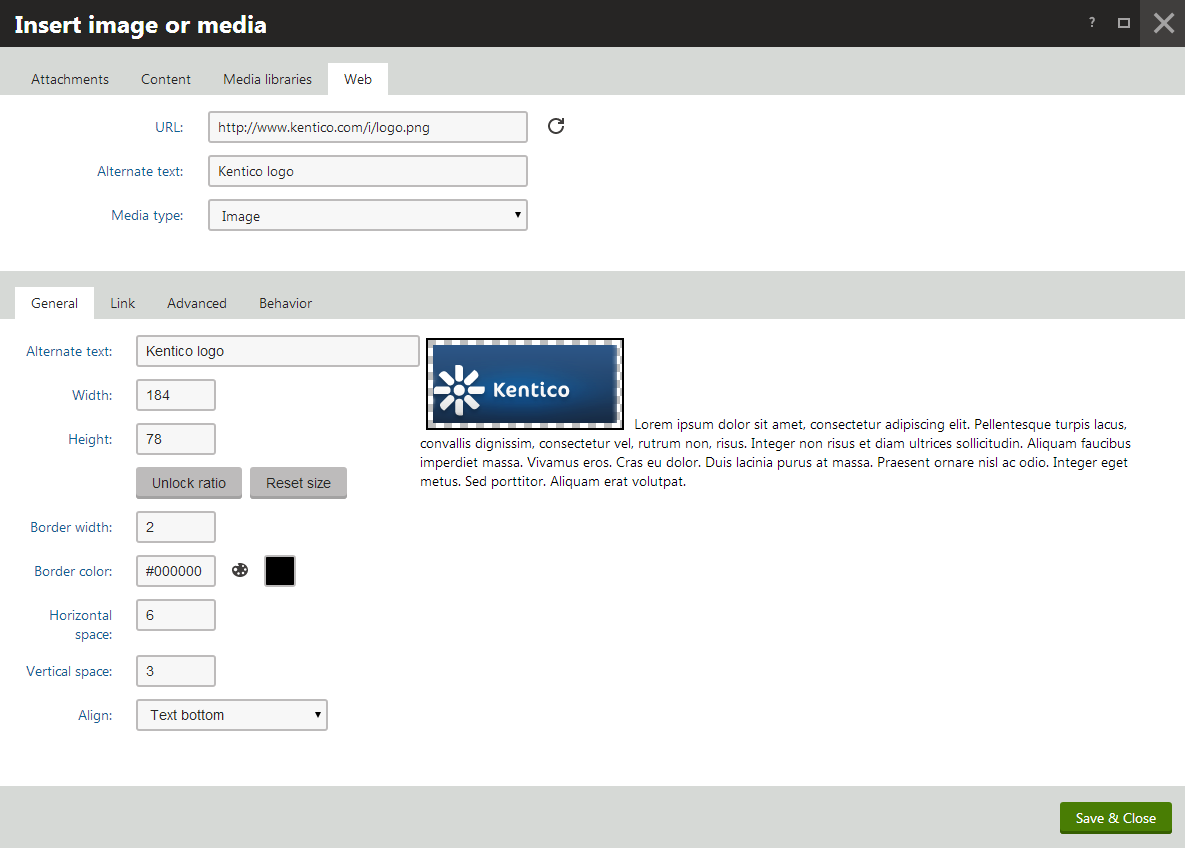 Insert image or media
?
Attachments Content Media libraries Web
URL: http://www.kentico.com/i/logo.png
Alternate text: Kentico logo
Media type: Image
General Link Advanced Behavior
Alternate text: Kentico logo
Kentico
Width: 184
Height: 78
Lorem ipsum dolor sit amet, consectetur adipiscing elit. Pellentesque turpis lacus,
convallis dignissim, consectetur vel, rutrum non, risus. Integer non risus et diam ultrices sollicitudin. Aliquam faucibus
imperdiet massa. Vivamus eros. Cras eu dolor. Duis lacinia purus at massa. Praesent ornare nisl ac odio. Integer eget
metus. Sed porttitor. Aliquam erat volutpat.
Unlock ratio Reset size
Border width: 2
Border color: #000000
Horizontal
space: 6
Vertical space: 3
Align: Text bottom
Save & Close